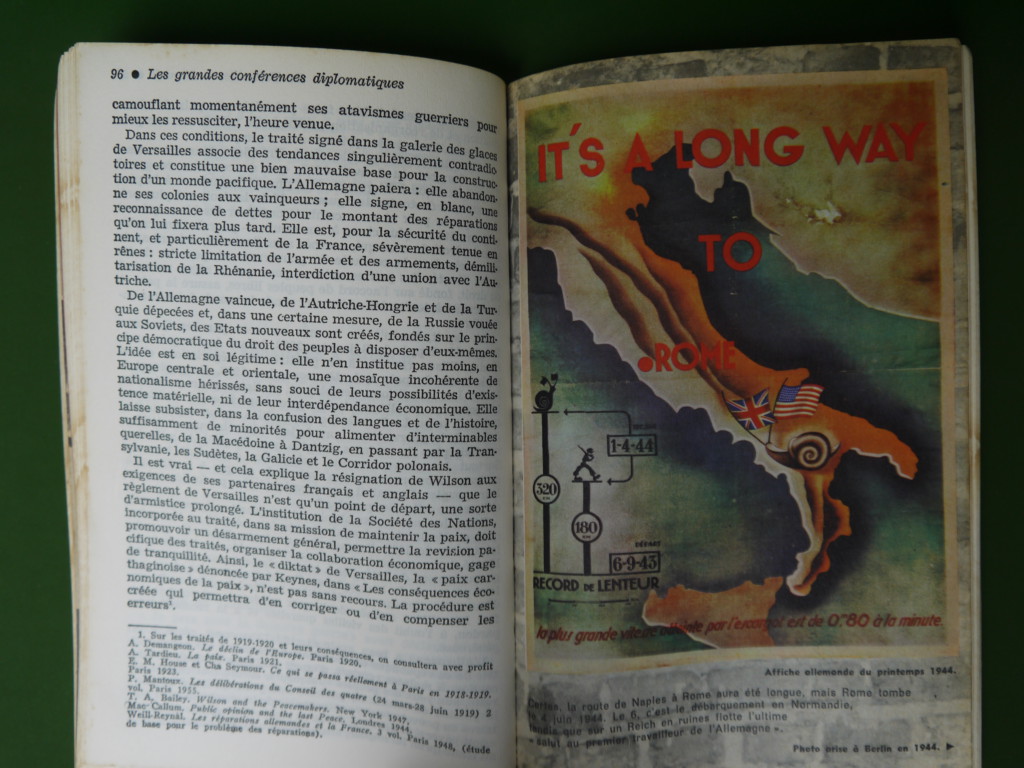 96 ● Les grandes conférences diplomatiques
camouflant momentanément ses atavismes guerriers pour
mieux les ressusciter, l'heure venue.
Dans ces conditions, le traité signé dans la galerie des glaces
de Versailles associe des tendances singulièrement contradic
toires et constitue une bien mauvaise base pour la construc-
tion d'un monde pacifique. L'Allemagne paiera : elle abandon-
ne ses colonies aux vainqueurs ; elle signe, en blanc, une
reconnaissance de dettes pour le montant des réparations
qu'on lui fixera plus tard. Elle est, pour la sécurité du conti-
nent, et particulièrement de la France, sévèrement tenue en
rênes : stricte limitation de l'armée et des armements, démili-
tarisation de la Rhénanie, interdiction d'une union avec l'Au-
triche.
De l'Allemagne vaincue, de l'Autriche-Hongrie et de la Tur-
quie dépecées et, dans une certaine mesure, de la Russie vouée
aux Soviets, des Etats nouveaux sont créés, fondés sur le prin-
cipe démocratique du droit des peuples à disposer d'eux-mêmes.
L'idée est en soi légitime : elle n'en institue pas moins, en
Europe centrale et orientale, une mosaïque incohérente de
nationalisme hérissés, sans souci de leurs possibilités d'exis-
tence matérielle, ni de leur interdépendance économique. Elle
laisse subsister, dans la confusion des langues et de l'histoire,
suffisamment de minorités pour alimenter d'interminables
querelles, de la Macédoine à Dantzig, en passant par la Tran-
sylvanie, les Sudètes, la Galicie et le Corridor polonais.
Il est vrai — et cela explique la résignation de Wilson aux
exigences de ses partenaires français et anglais — que le
règlement de Versailles n'est qu'un point de départ, une sorte
d'armistice prolongé. L'institution de la Société des Nations,
incorporée au traité, dans sa mission de maintenir la paix, doit
promouvoir un désarmement général, permettre la revision pa-
cifique des traités, organiser la collaboration économique, gage
de tranquillité. Ainsi, le « diktat » de Versailles, la « paix car-
thaginoise » dénoncée par Keynes, dans « Les conséquences éco-
nomiques de la paix », n'est pas sans recours. La procédure est
créée qui permettra d'en corriger ou d'en compenser les
erreurs¹.
1. Sur les traités de 1919-1920 et leurs conséquences, on consultera avec profit
A. Demangeon. Le déclin de l'Europe. Paris 1920.
A. Tardieu. La paix. Paris 1921.
E. M. House et Cha Seymour. Ce qui se passa réellement à Paris en 1918-1919.
Paris 1923.
P. Mantoux. Les délibérations du Conseil des quatre (24 mars-28 juin 1919) 2
vol. Paris 1955.
T. A. Bailey. Wilson and the Peacemakers. New York 1947.
Mac-Callum. Public opinion and the last Peace. Londres 1944.
Weill-Reynal. Les réparations allemandes et la France. 3 vol. Paris 1948, (étude
de base pour le problème des réparations).
IT'S A LONG WAY
TO
ROME
1-4-44
320
180
DÉPART
6-9-43
RECORD DE LENTEUR
la plus grande vitesse atteinte par l'escargot est de 0m80 à la minute.
Affiche allemande du printemps 1944.
Certes, la route de Naples à Rome aura été longue, mais Rome tombe
le 4 juin 1944. Le 6, c'est le débarquement en Normandie,
tandis que sur un Reich en ruines flotte l'ultime
« salut au premier travailleur de l'Allemagne ».
Photo prise à Berlin en 1944. ►